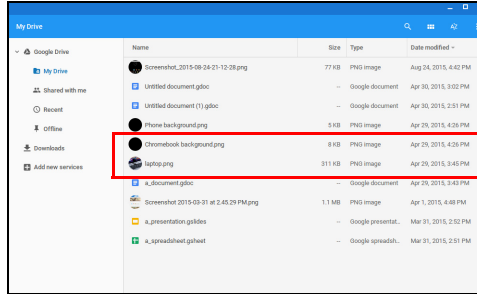 My Drive
Google Drive
My Drive
Shared with me
Recent
Offline
Downloads
Add new services
Name Size Type Date modified
Screenshot_2015-08-24-21-12-28.png 77 KB PNG image Aug 24, 2015, 4:42 PM
Untitled document.gdoc -- Google document Apr 30, 2015, 3:02 PM
Untitled document (1).gdoc -- Google document Apr 30, 2015, 2:51 PM
Phone background.png 5 KB PNG image Apr 29, 2015, 4:26 PM
Chromebook background.png 8 KB PNG image Apr 29, 2015, 4:26 PM
laptop.png 311 KB PNG image Apr 29, 2015, 3:45 PM
a_document.gdoc -- Google document Apr 29, 2015, 3:43 PM
Screenshot 2015-03-31 at 2.45.29 PM.png 1.1 MB PNG image Apr 1, 2015, 4:48 PM
a_presentation.gslides -- Google presentat... Mar 31, 2015, 2:52 PM
a_spreadsheet.gsheet -- Google spreadsh... Mar 31, 2015, 2:51 PM